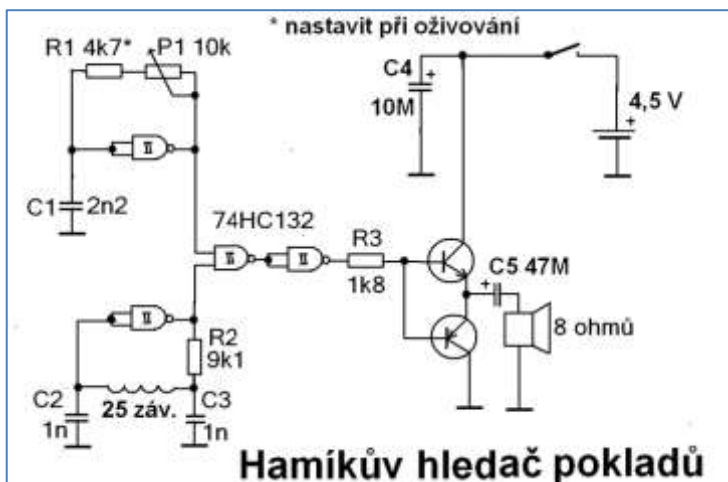 * nastavit při oživování
R1 4k7* P1 10k
C4 +
10M
4,5 V
+
C1 2n2
74HC132
R3
1k8
C5 47M
+
8 ohmů
R2
9k1
C2
1n
25 záv.
C3
1n
Hamíkův hledač pokladů